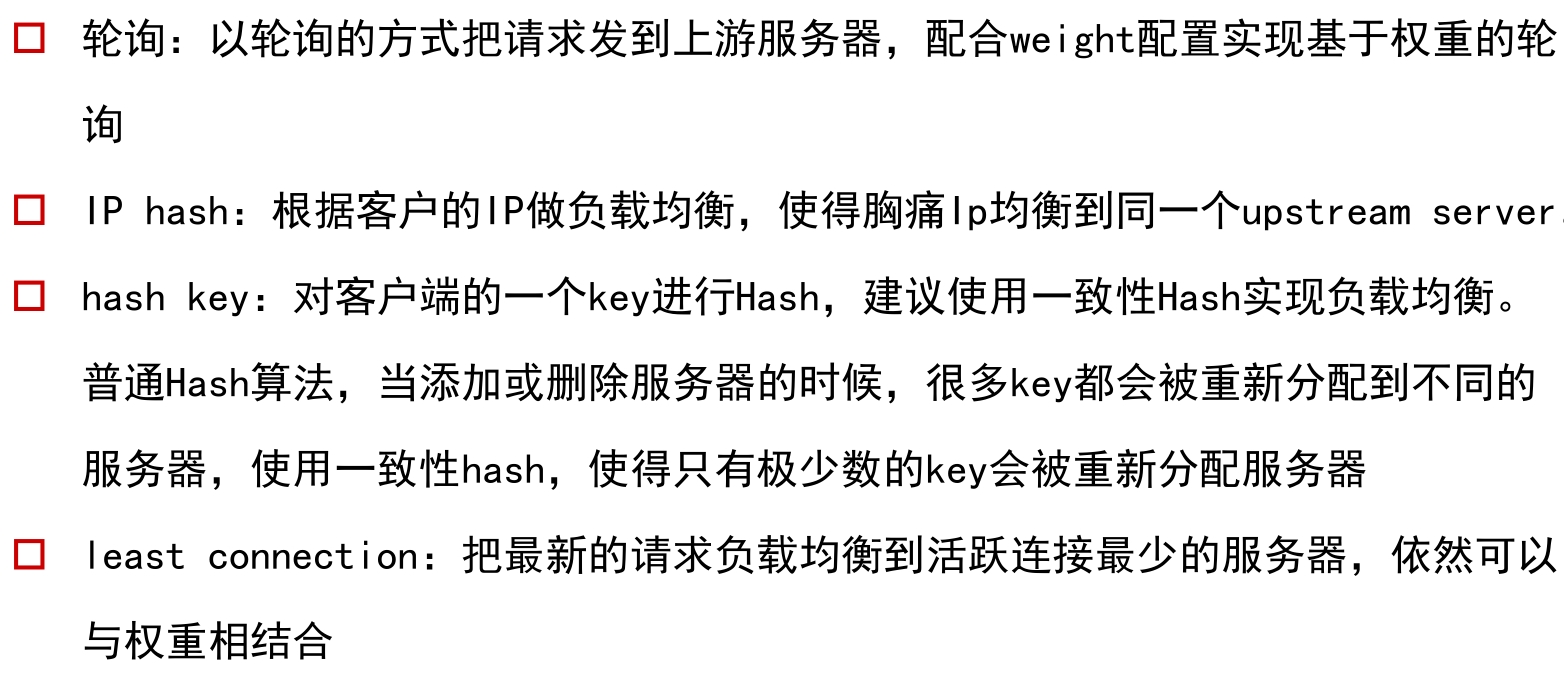 轮询：以轮询的方式把请求发到上游服务器，配合weight配置实现基于权重的轮
询
IP hash：根据客户的IP做负载均衡，使得胸痛Ip均衡到同一个upstream server.
hash key：对客户端的一个key进行Hash，建议使用一致性Hash实现负载均衡。
普通Hash算法，当添加或删除服务器的时候，很多key都会被重新分配到不同的
服务器，使用一致性hash，使得只有极少数的key会被重新分配服务器
least connection：把最新的请求负载均衡到活跃连接最少的服务器，依然可以
与权重相结合